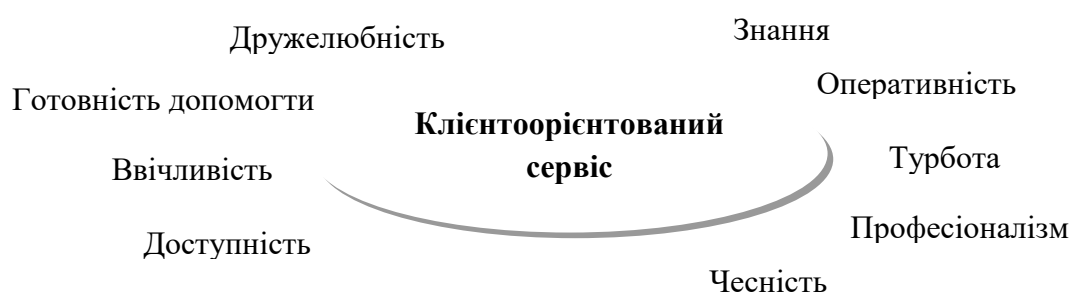 Дружелюбність
Знання
Готовність допомогти
Оперативність
Клієнтоорієнтований
сервіс
Ввічливість
Турбота
Доступність
Професіоналізм
Чесність